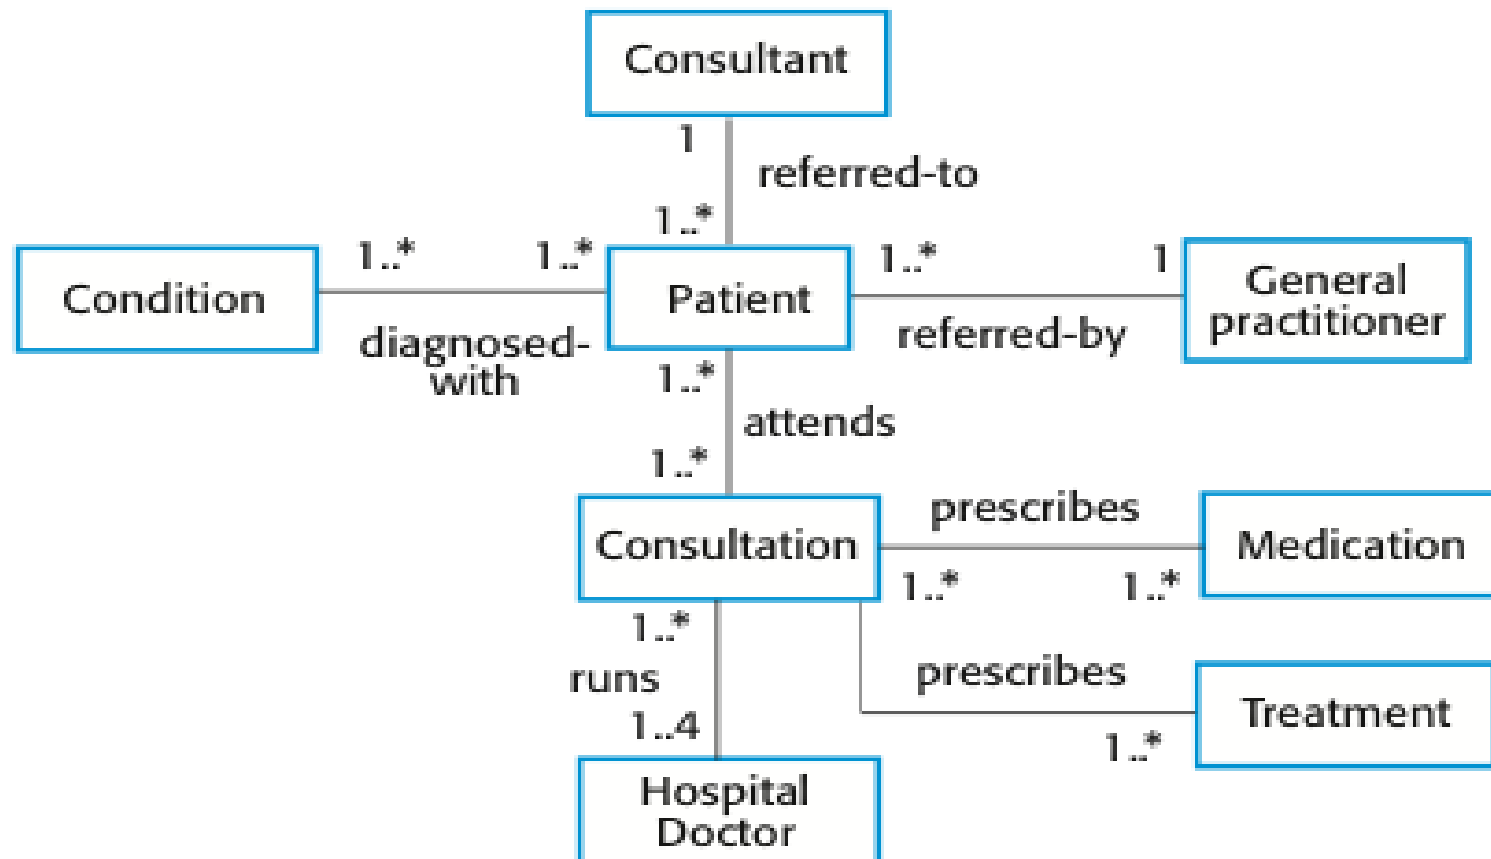 Consultant
1
referred-to
1..*
1..*
1..*
1..*
1
Condition
Patient
General
practitioner
diagnosed-
with
referred-by
1..*
attends
1..*
prescribes
Consultation
Medication
1..*
1..*
1..*
runs
prescribes
1..4
Treatment
1..*
Hospital
Doctor